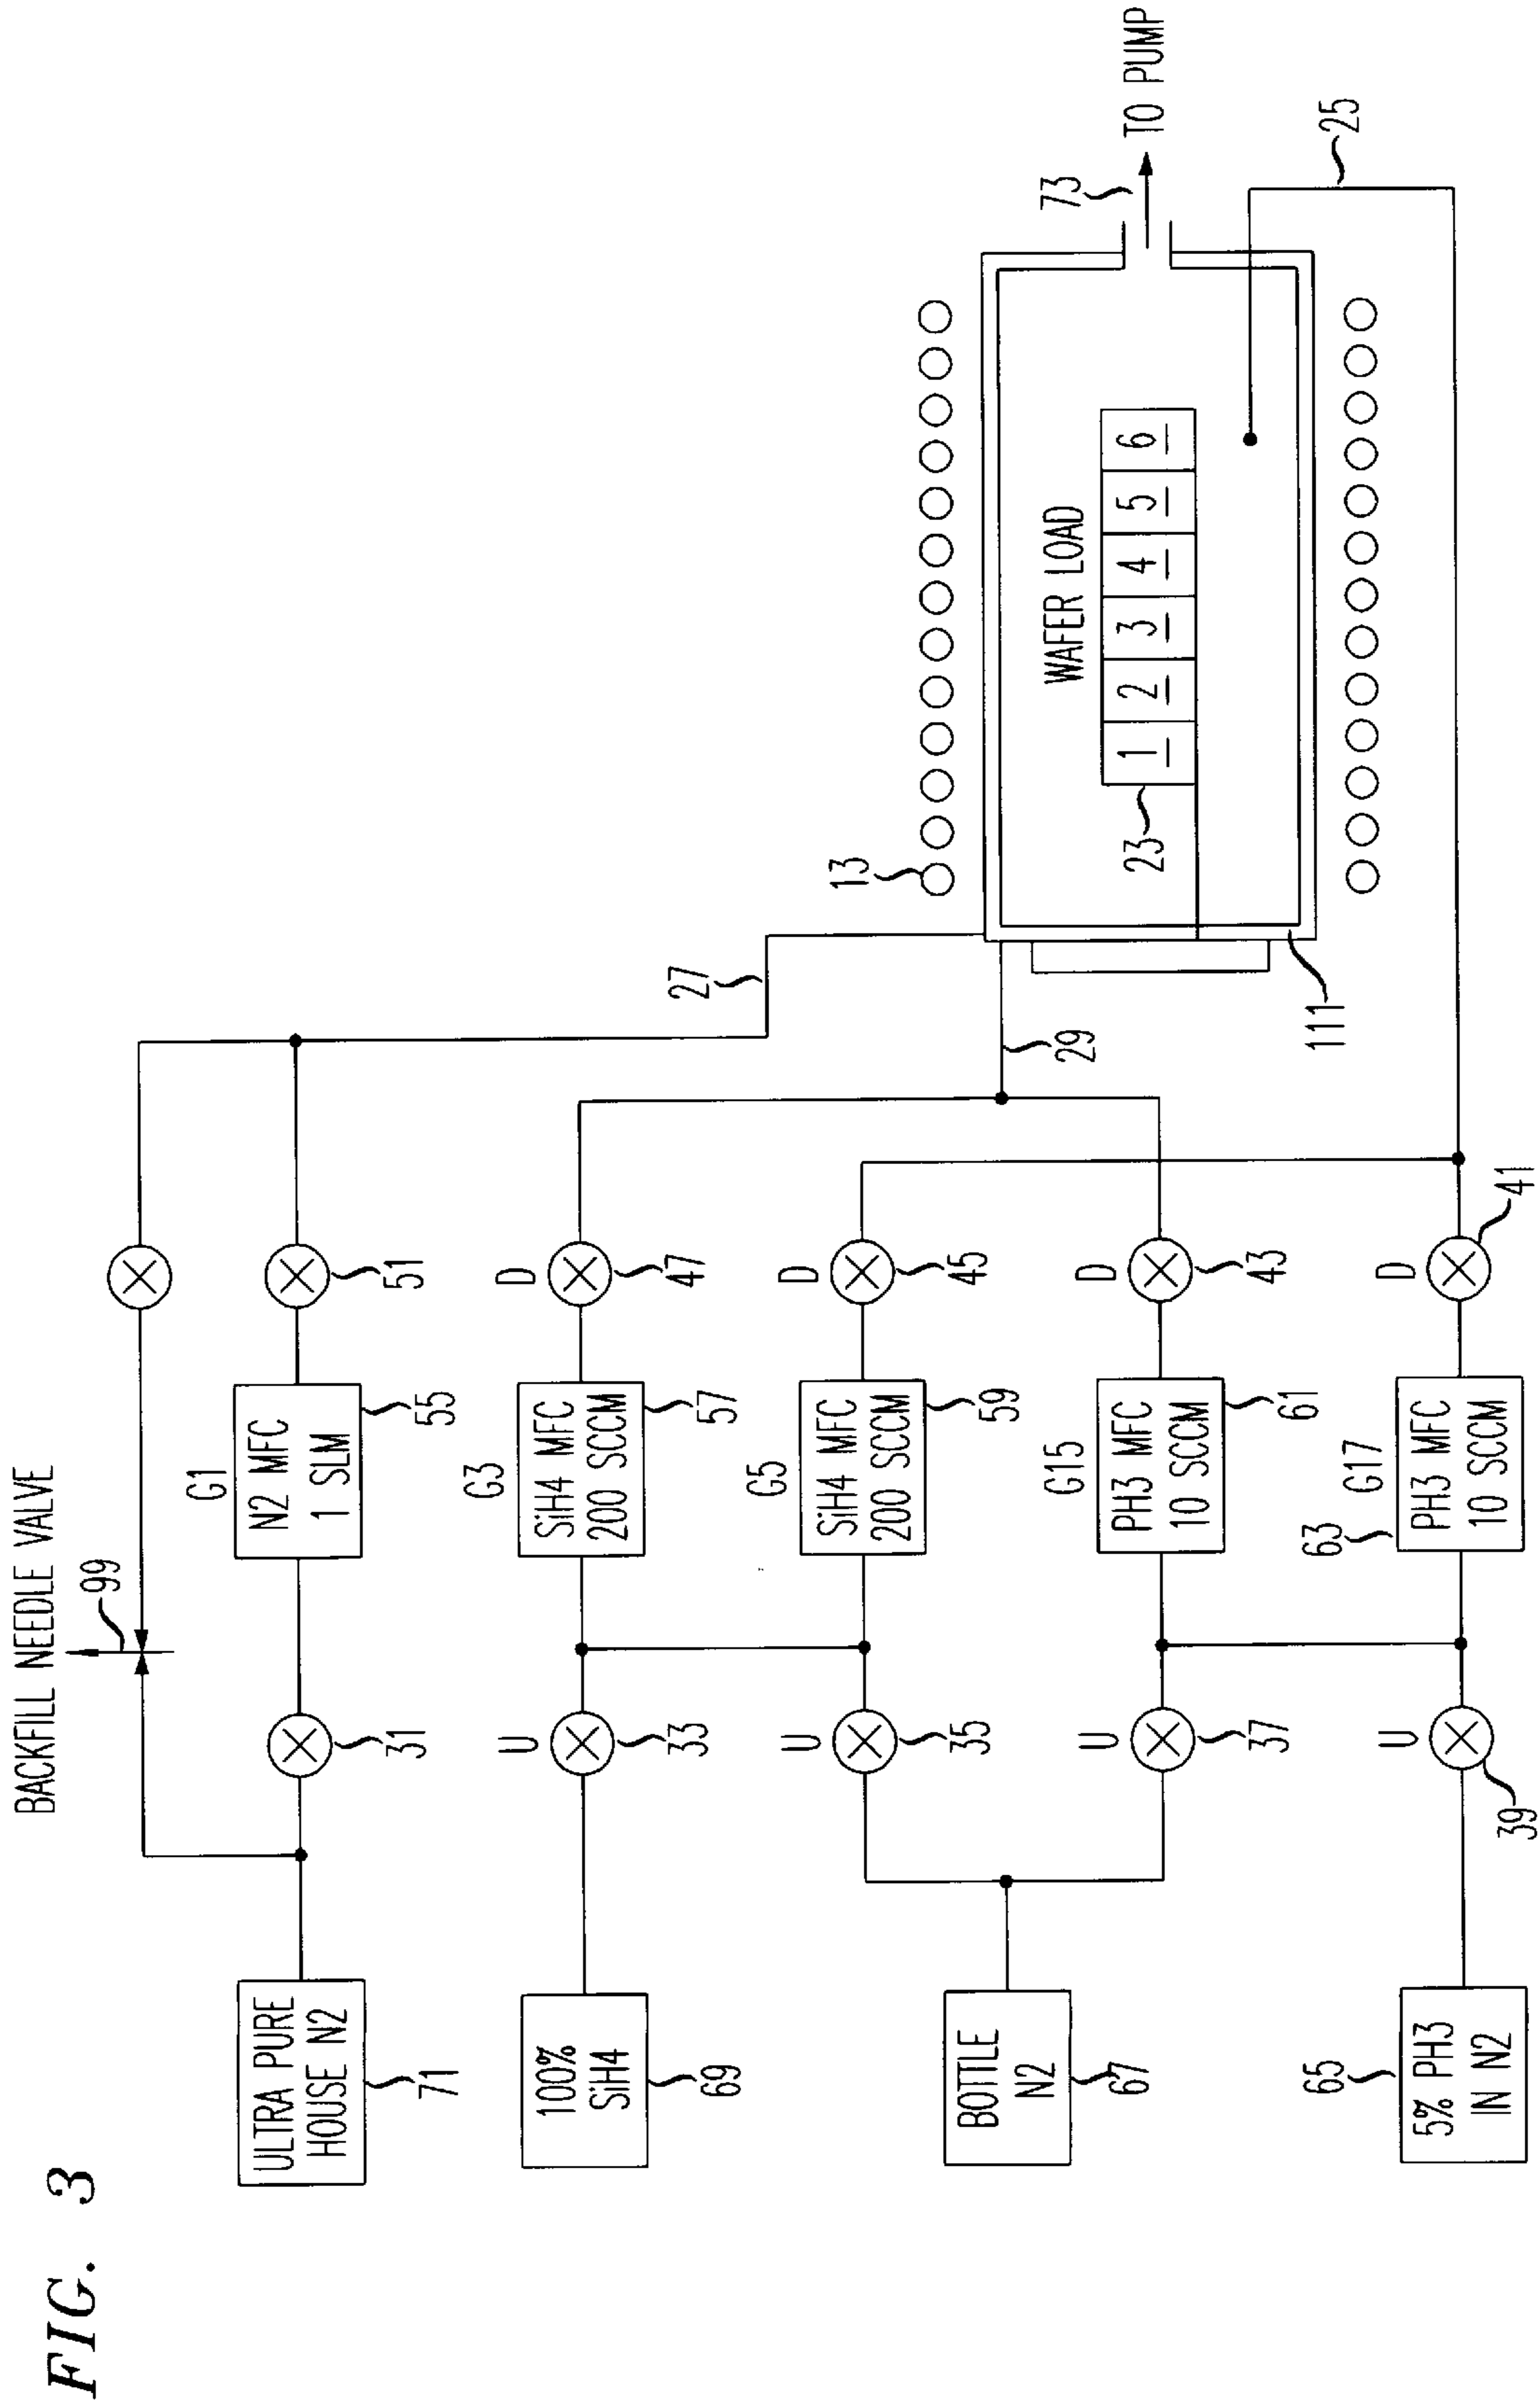 FIG. 3
BACKFILL NEEDLE VALVE
99
ULTRA PURE
HOUSE N2
71
31
G1
N2 MFC
1 SLM
55
51
27
100%
SiH4
69
U
33
G3
SiH4 MFC
200 SCCM
57
D
47
29
BOTTLE
N2
67
U
35
G5
SiH4 MFC
200 SCCM
59
D
45
U
37
G15
PH3 MFC
10 SCCM
61
D
43
65
5% PH3
IN N2
U
39
G17
63
PH3 MFC
10 SCCM
D
41
13
WAFER LOAD
23
1 2 3 4 5 6
111
73
TO PUMP
25